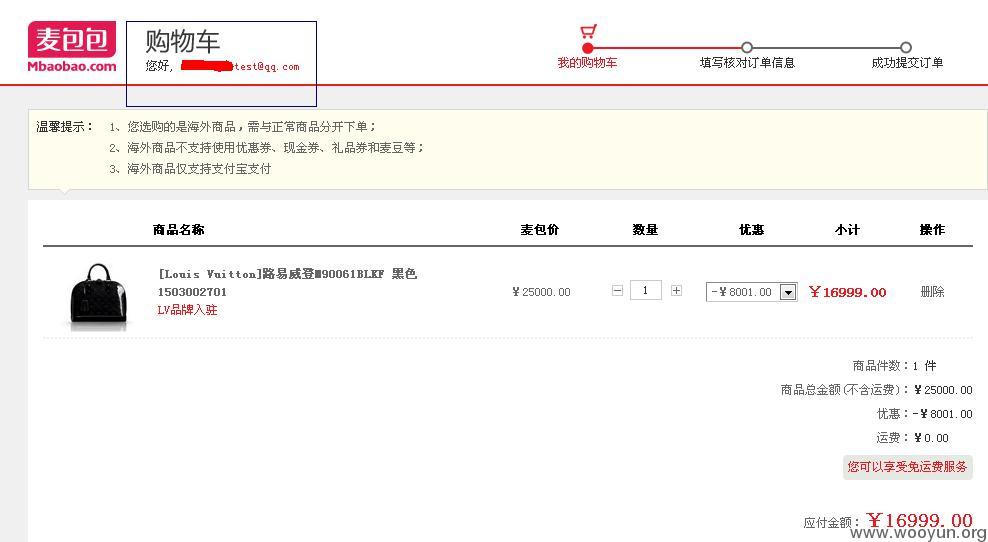 麦包包
Mbaobao.com
购物车
您好,
test@qq.com
我的购物车
填写核对订单信息
成功提交订单
温馨提示：
1、您选购的是海外商品，需与正常商品分开下单；
2、海外商品不支持使用优惠券、现金券、礼品券和麦豆等；
3、海外商品仅支持支付宝支付
商品名称 麦包价 数量 优惠 小计 操作
[Louis Vuitton]路易威登M90061BLKF 黑色
1503002701
LV品牌入驻
￥25000.00
1
-￥8001.00
￥16999.00
删除
商品件数：1 件
商品总金额(不含运费)：￥25000.00
优惠：-￥8001.00
运费：￥0.00
您可以享受免运费服务
应付金额：￥16999.00
www.wooyun.org